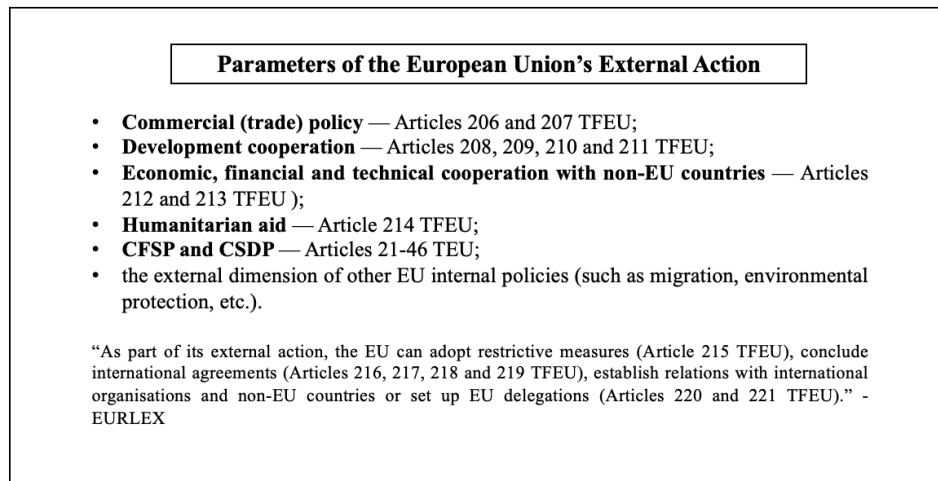 Parameters of the European Union's External Action
• Commercial (trade) policy — Articles 206 and 207 TFEU;
• Development cooperation — Articles 208, 209, 210 and 211 TFEU;
• Economic, financial and technical cooperation with non-EU countries — Articles
212 and 213 TFEU );
• Humanitarian aid — Article 214 TFEU;
• CFSP and CSDP — Articles 21-46 TEU;
• the external dimension of other EU internal policies (such as migration, environmental
protection, etc.).
“As part of its external action, the EU can adopt restrictive measures (Article 215 TFEU), conclude
international agreements (Articles 216, 217, 218 and 219 TFEU), establish relations with international
organisations and non-EU countries or set up EU delegations (Articles 220 and 221 TFEU).” -
EURLEX